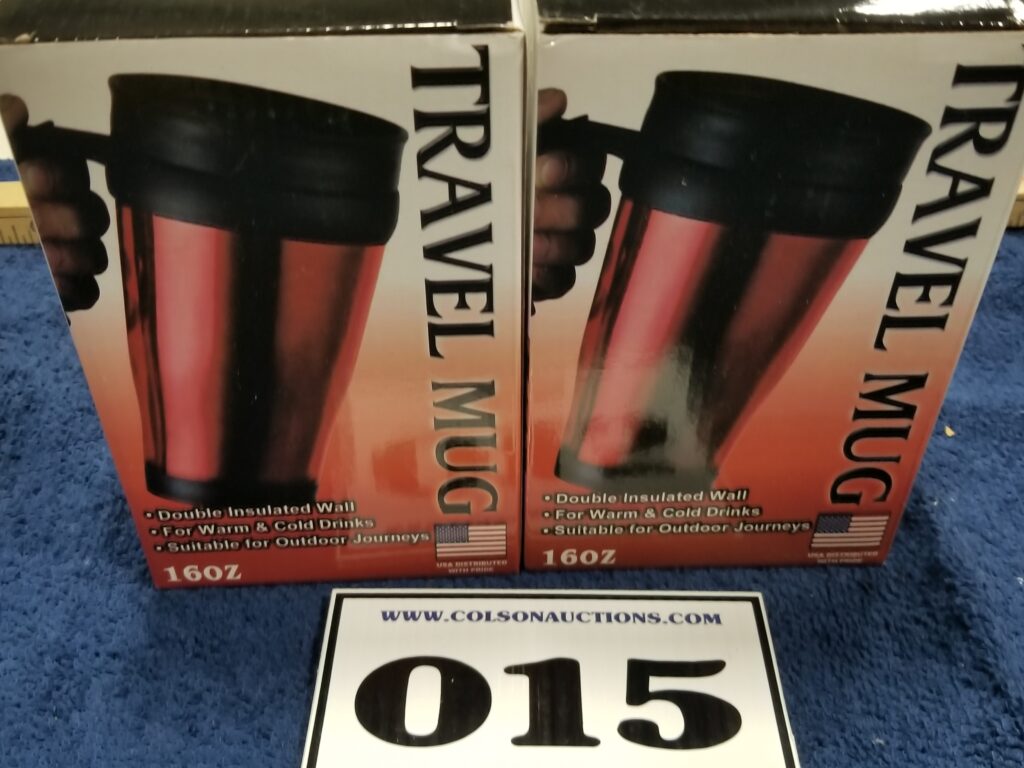 TRAVEL MUG
• Double Insulated Wall
• For Warm & Cold Drinks
• Suitable for Outdoor Journeys
16OZ
USA DISTRIBUTED
WITH PRIDE
TRAVEL MUG
• Double Insulated Wall
• For Warm & Cold Drinks
• Suitable for Outdoor Journeys
16OZ
USA DISTRIBUTED
WITH PRIDE
WWW.COLSONAUCTIONS.COM
015